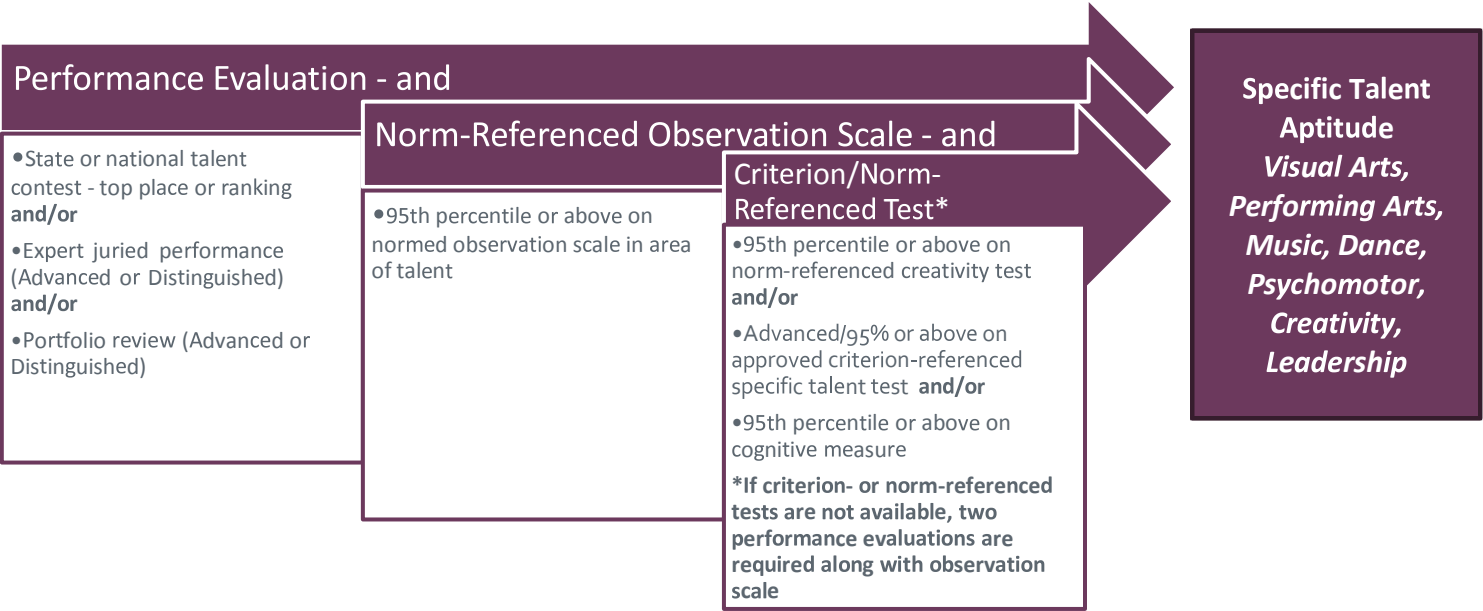 Performance Evaluation - and
•State or national talent
contest - top place or ranking
and/or
•Expert juried performance
(Advanced or Distinguished)
and/or
•Portfolio review (Advanced or
Distinguished)
Norm-Referenced Observation Scale - and
•95th percentile or above on
normed observation scale in area
of talent
Criterion/Norm-
Referenced Test*
•95th percentile or above on
norm-referenced creativity test
and/or
•Advanced/95% or above on
approved criterion-referenced
specific talent test and/or
•95th percentile or above on
cognitive measure
*If criterion- or norm-referenced
tests are not available, two
performance evaluations are
required along with observation
scale
Specific Talent
Aptitude
Visual Arts,
Performing Arts,
Music, Dance,
Psychomotor,
Creativity,
Leadership